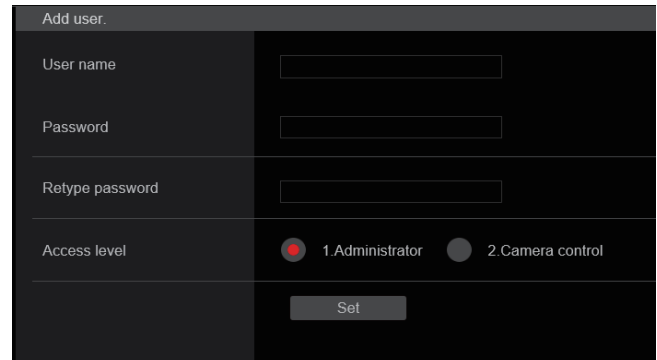 Add user.
User name
Password
Retype password
Access level 1.Administrator 2.Camera control
Set